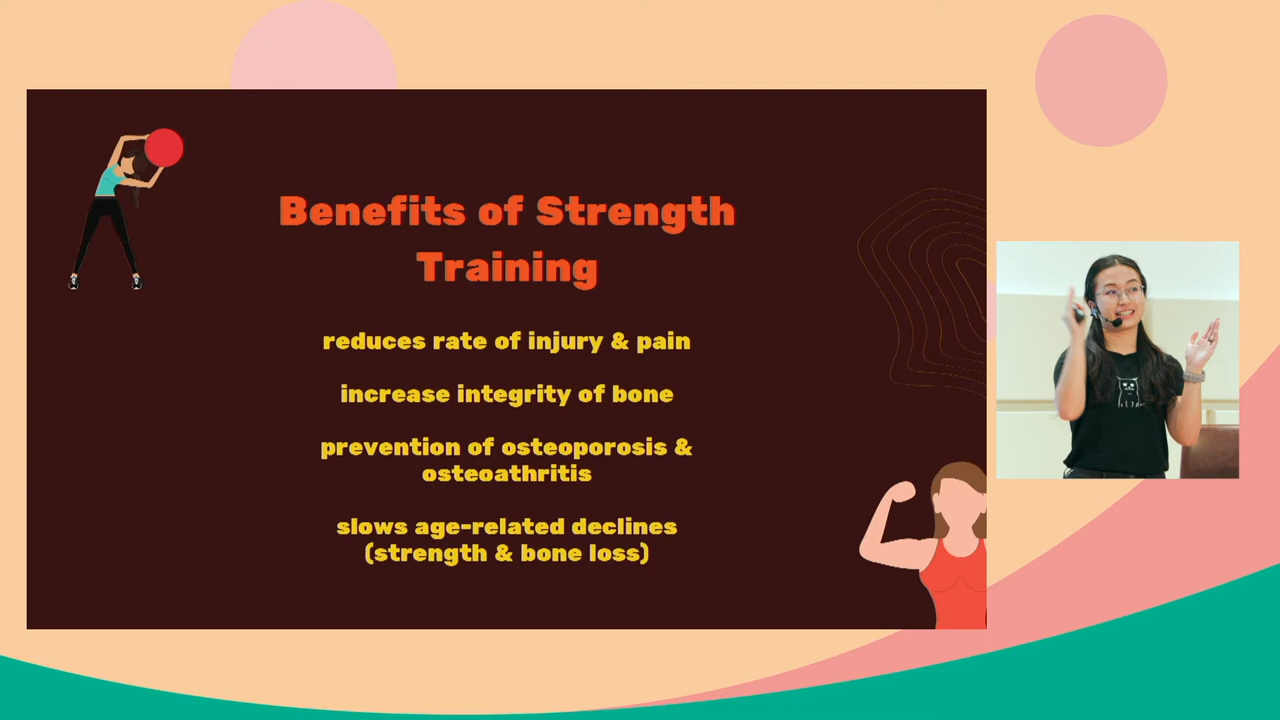 Benefits of Strength
Training
reduces rate of injury & pain
increase integrity of bone
prevention of osteoporosis &
osteoathritis
slows age-related declines
(strength & bone loss)